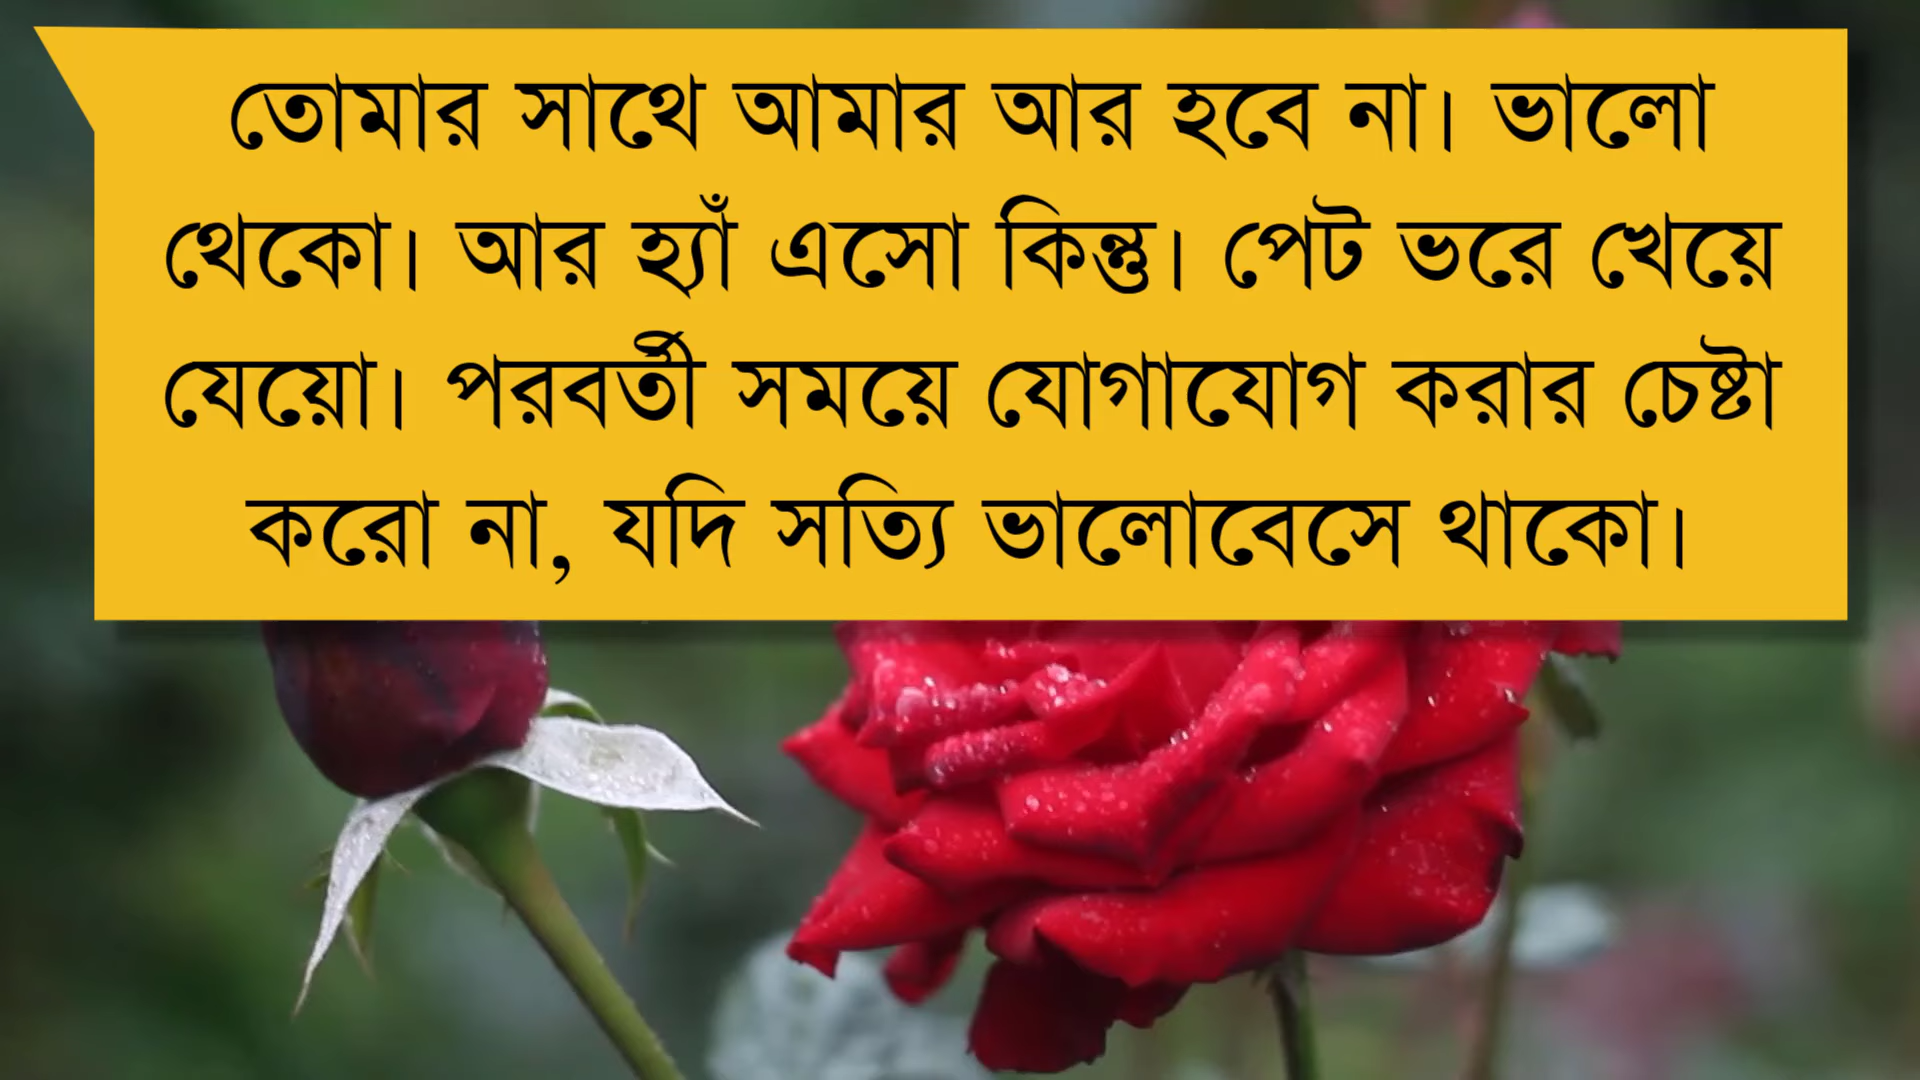 তোমার সাথে আমার আর হবে না। ভালো
থেকো। আর হ্যাঁ এসো কিন্তু। পেট ভরে খেয়ে
যেয়ো। পরবর্তী সময়ে যোগাযোগ করার চেষ্টা
করো না, যদি সত্যি ভালোবেসে থাকো।